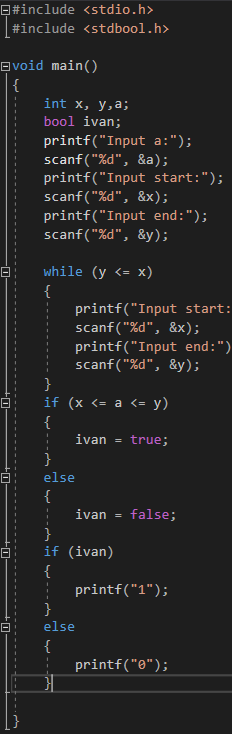 #include <stdio.h>
#include <stdbool.h>
void main()
{
int x, y,a;
bool ivan;
printf("Input a:");
scanf("%d", &a);
printf("Input start:");
scanf("%d", &x);
printf("Input end:");
scanf("%d", &y);
while (y <= x)
{
printf("Input start:
scanf("%d", &x);
printf("Input end:")
scanf("%d", &y);
}
if (x <= a <= y)
{
ivan = true;
}
else
{
ivan = false;
}
if (ivan)
{
printf("1");
}
else
{
printf("0");
}
}